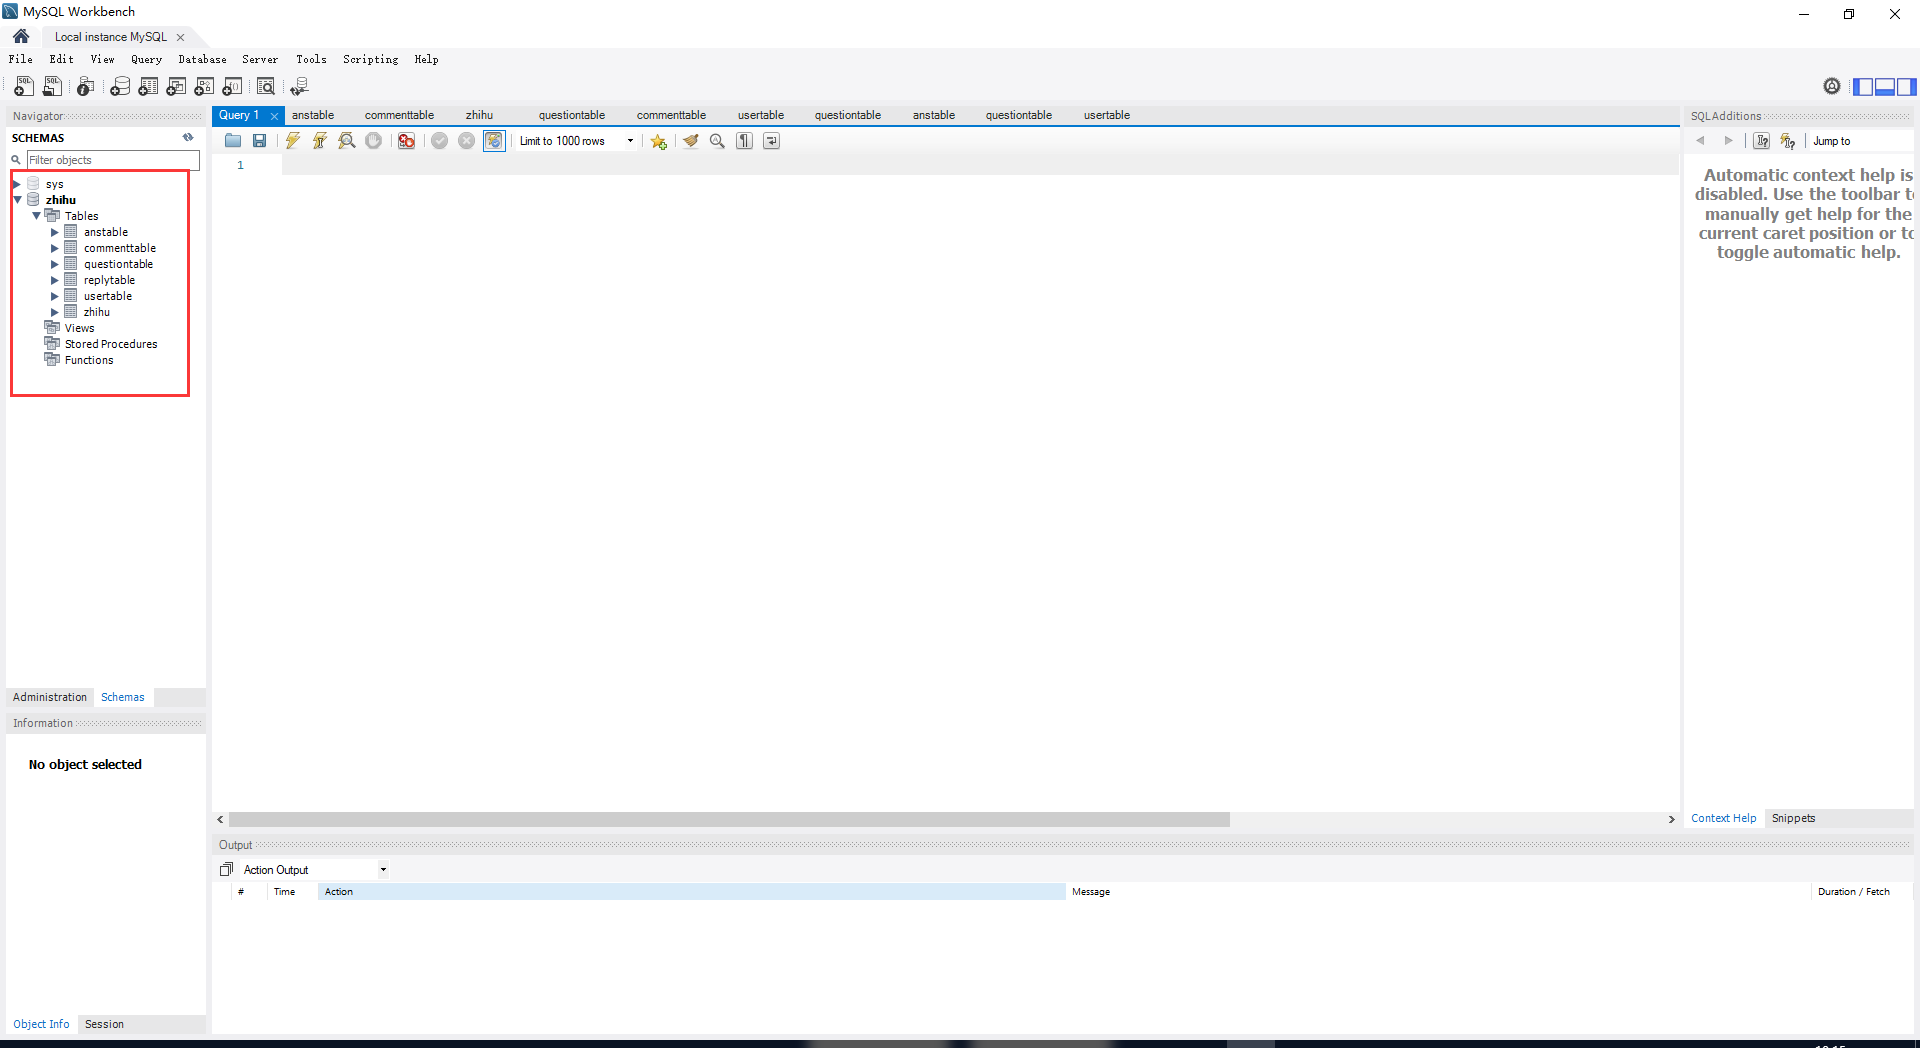 MySQL Workbench
Local instance MySQL
File Edit View Query Database Server Tools Scripting Help
Navigator
SCHEMAS
Filter objects
sys
zhihu
Tables
anstable
commenttable
questiontable
replytable
usertable
zhihu
Views
Stored Procedures
Functions
Administration Schemas
Information
No object selected
Object Info Session
Query 1 anstable commenttable zhihu questiontable commenttable usertable questiontable anstable questiontable usertable
Limit to 1000 rows
1
Output
Action Output
# Time Action Message Duration / Fetch
SQLAdditions
Jump to
Automatic context help is
disabled. Use the toolbar to
manually get help for the
current caret position or to
toggle automatic help.
Context Help Snippets